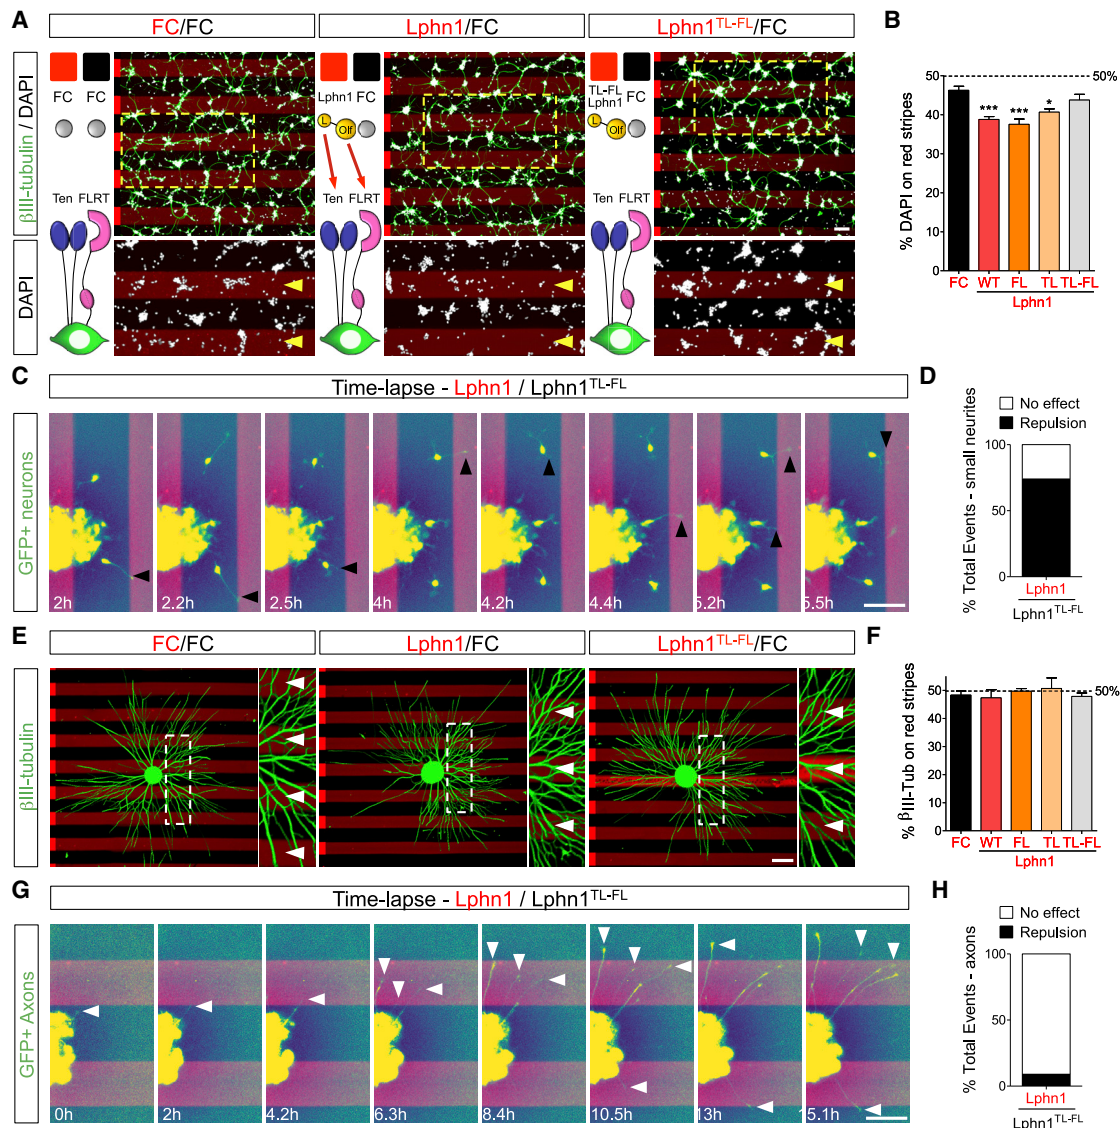 A
FC/FC
Lphn1/FC
Lphn1TL-FL/FC
βIII-tubulin / DAPI
FC FC
Lphn1 FC
TL-FL
Lphn1 FC
L Olf
Ten FLRT
Ten FLRT
Ten FLRT
DAPI
B
% DAPI on red stripes
50
40
30
20
10
0
50%
***
***
*
FC WT FL TL TL-FL
Lphn1
C
Time-lapse - Lphn1 / Lphn1TL-FL
GFP+ neurons
2h
2.2h
2.5h
4h
4.2h
4.4h
5.2h
5.5h
D
No effect
Repulsion
% Total Events - small neurites
100
50
0
Lphn1
Lphn1TL-FL
E
FC/FC
Lphn1/FC
Lphn1TL-FL/FC
βIII-tubulin
F
% βIII-Tub on red stripes
50
40
30
20
10
0
50%
FC WT FL TL TL-FL
Lphn1
G
Time-lapse - Lphn1 / Lphn1TL-FL
GFP+ Axons
0h
2h
4.2h
6.3h
8.4h
10.5h
13h
15.1h
H
No effect
Repulsion
% Total Events - axons
100
50
0
Lphn1
Lphn1TL-FL